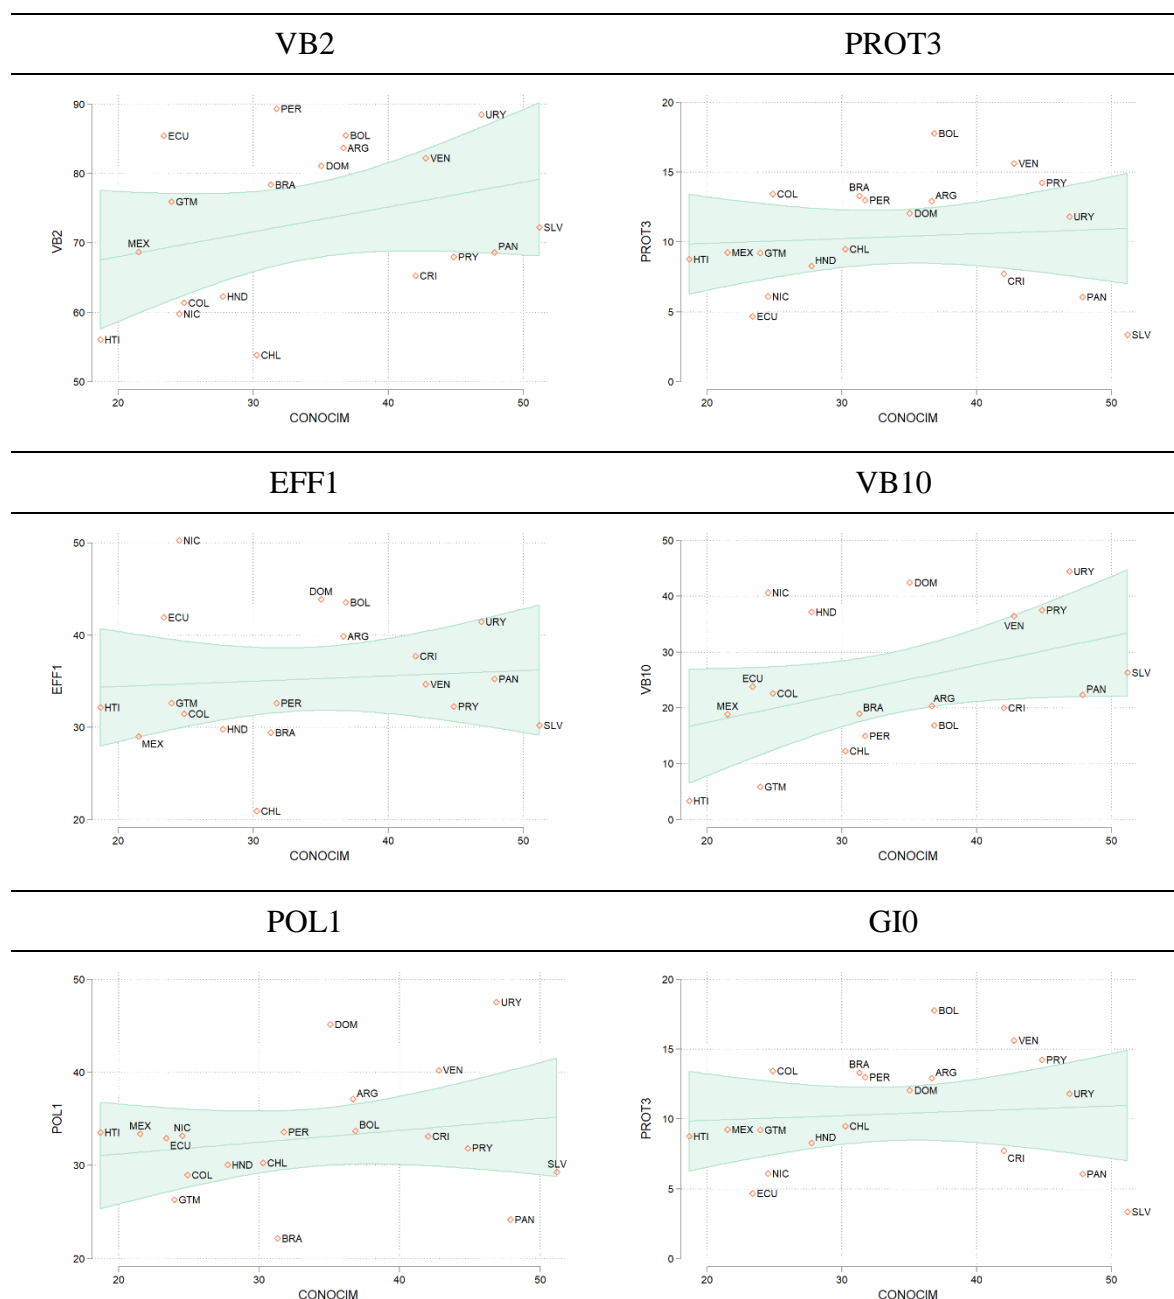 VB2 PROT3
90
80
70
60
50
VB2
PER
ECU
BOL
ARG
DOM
BRA
GTM
MEX
COL
NIC
HND
HTI
CHL
URY
VEN
SLV
PRY
PAN
CRI
20 30 40 50
CONOCIM
20
15
10
5
0
PROT3
BOL
VEN
COL
BRA
PER
ARG
PRY
DOM
URY
HTI
MEX
GTM
HND
CHL
CRI
NIC
ECU
PAN
SLV
20 30 40 50
CONOCIM
EFF1 VB10
50
40
30
20
EFF1
NIC
ECU
DOM
BOL
ARG
URY
CRI
VEN
PAN
HTI
GTM
COL
PER
PRY
MEX
HND
BRA
SLV
CHL
20 30 40 50
CONOCIM
50
40
30
20
10
0
VB10
NIC
HND
DOM
URY
PRY
VEN
ECU
COL
MEX
BRA
ARG
PAN
SLV
CRI
BOL
PER
CHL
GTM
HTI
20 30 40 50
CONOCIM
POL1 GI0
50
40
30
20
POL1
URY
DOM
VEN
ARG
HTI
MEX
NIC
ECU
PER
BOL
CRI
PRY
COL
HND
CHL
SLV
GTM
BRA
PAN
20 30 40 50
CONOCIM
20
15
10
5
0
PROT3
BOL
VEN
COL
BRA
PER
ARG
PRY
DOM
URY
HTI
MEX
GTM
HND
CHL
CRI
NIC
ECU
PAN
SLV
20 30 40 50
CONOCIM